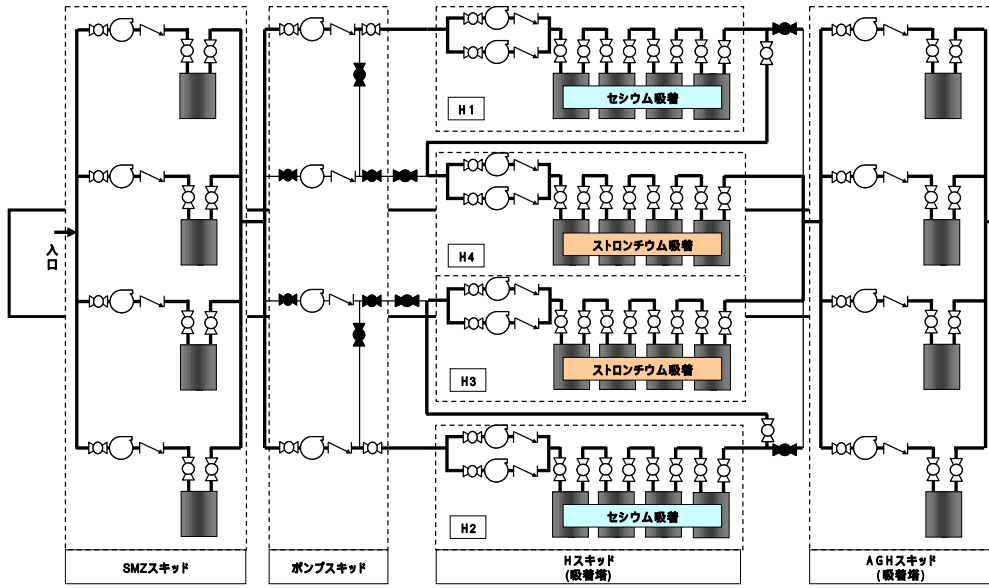 セシウム吸着
H1
ストロンチウム吸着
H4
入
口
ストロンチウム吸着
H3
セシウム吸着
H2
SMZスキッド
ポンプスキッド
Hスキッド
(吸着塔)
AGHスキッド
(吸着塔)